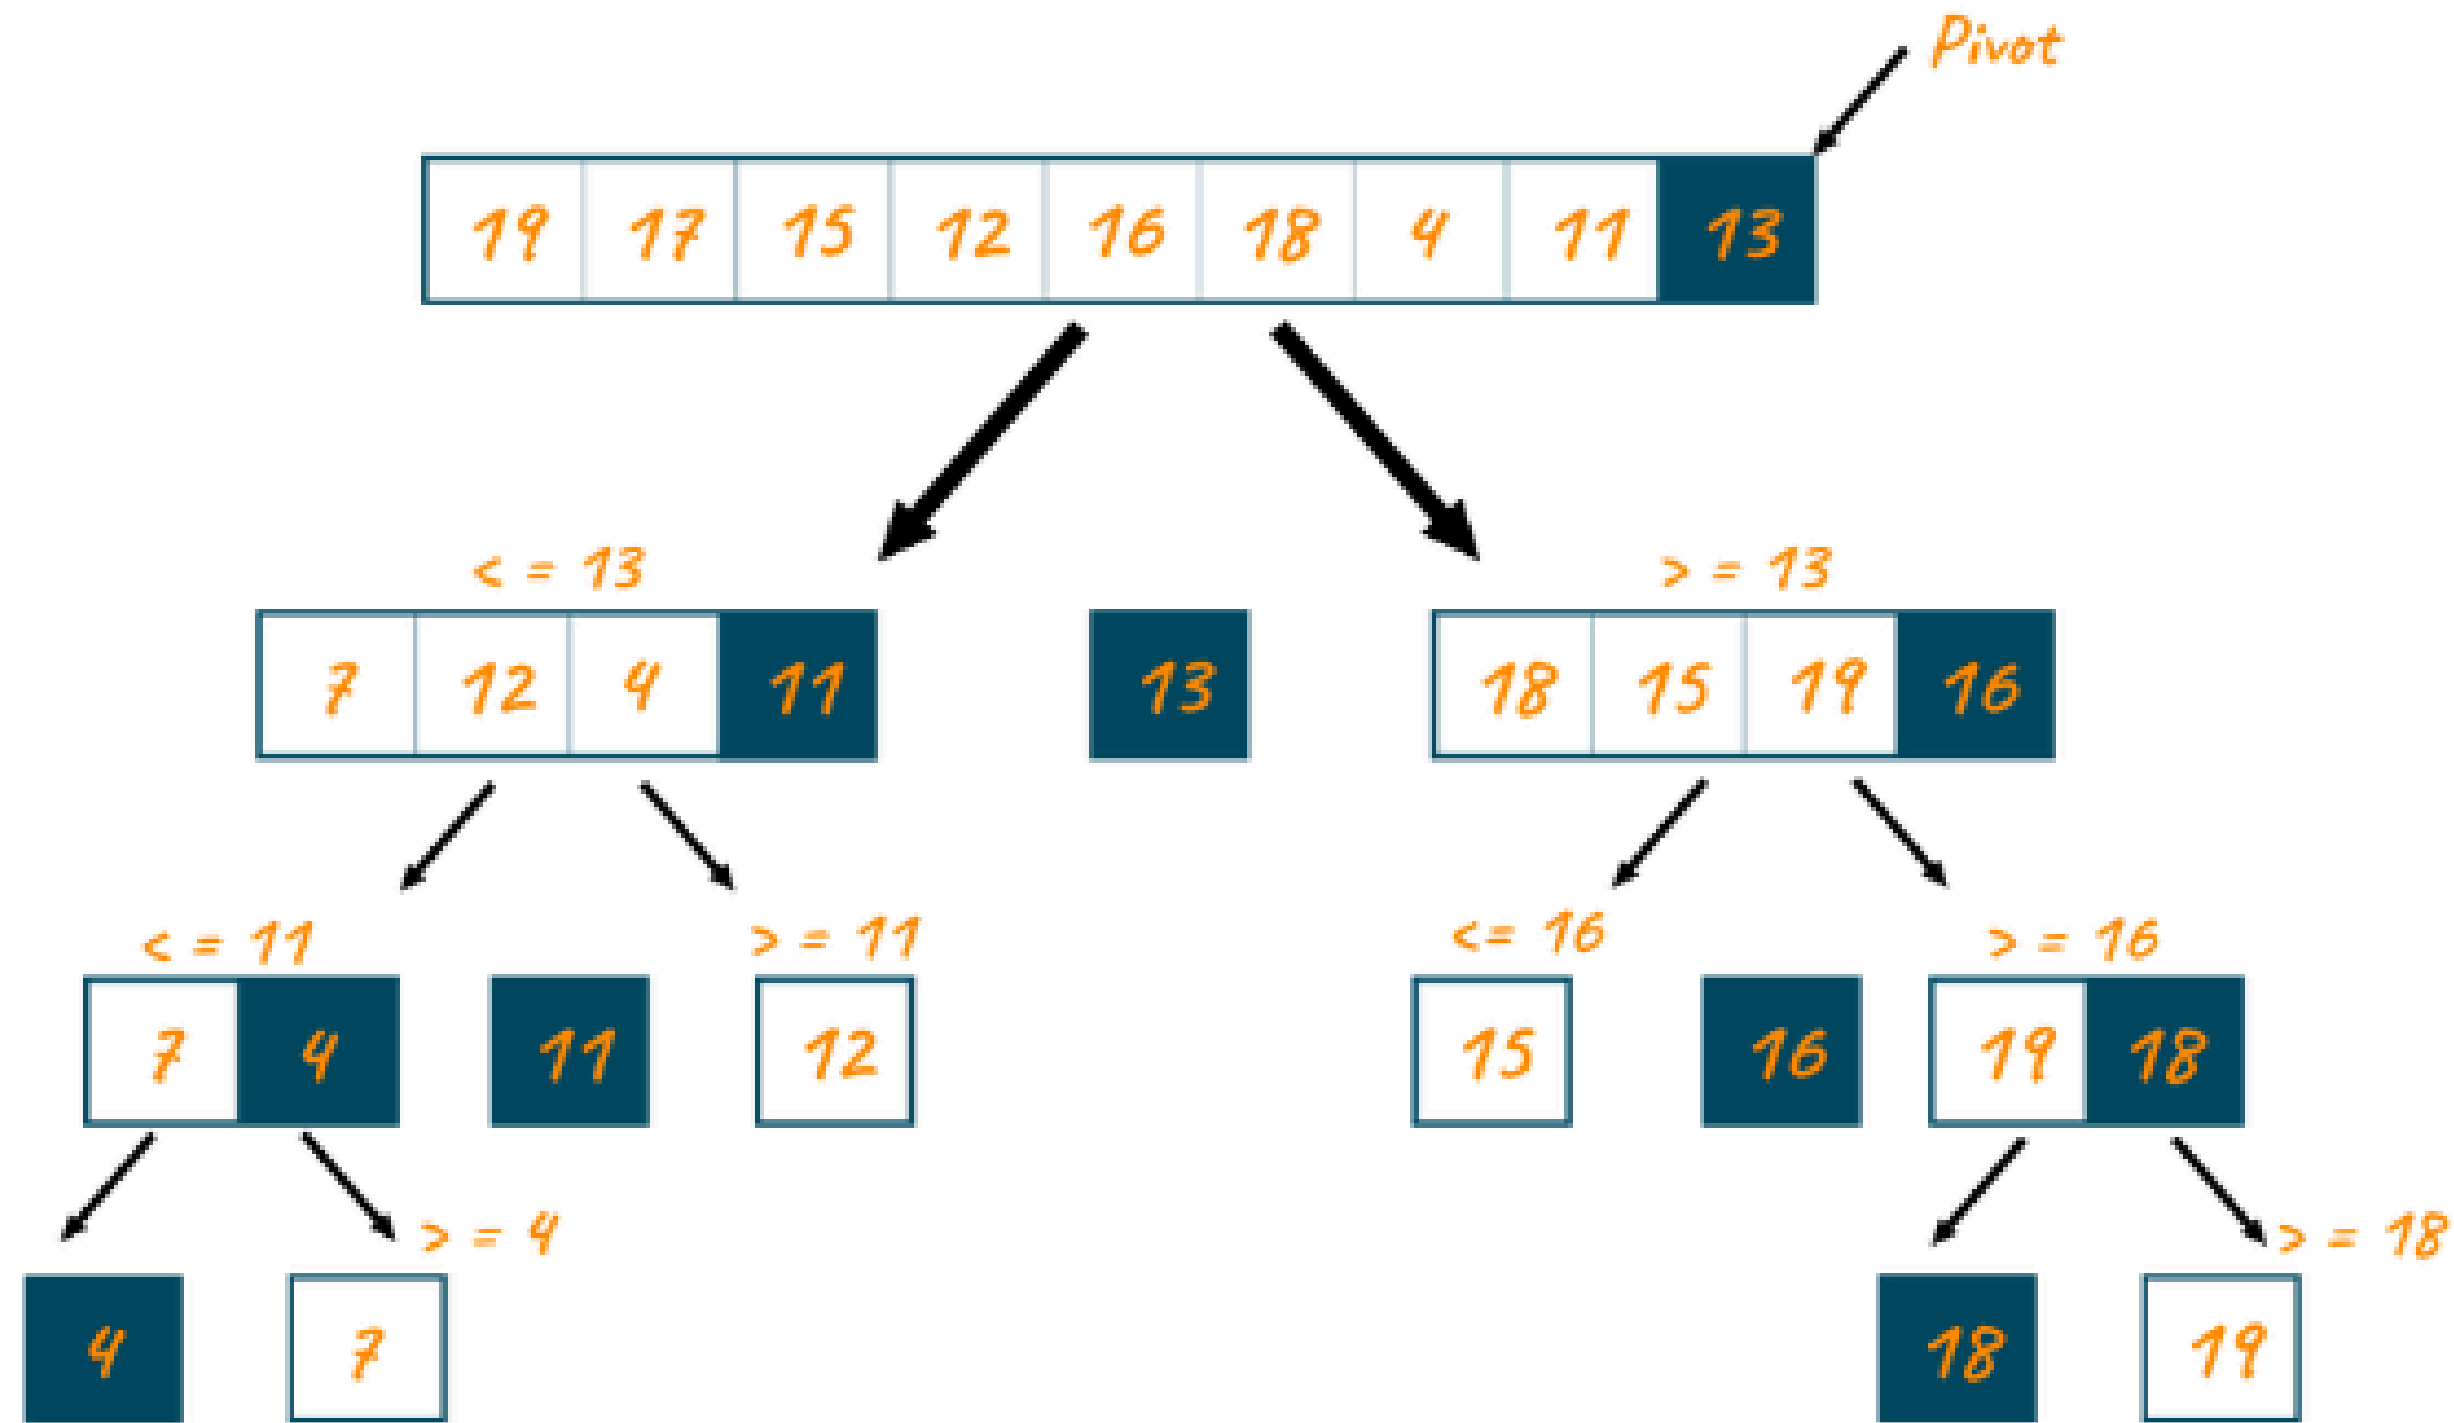 Pivot
19 17 15 12 16 18 4 11 13
< = 13 > = 13
7 12 4 11 13 18 15 19 16
< = 11 > = 11 <= 16 > = 16
7 4 11 12 15 16 19 18
> = 4 > = 18
4 7 18 19